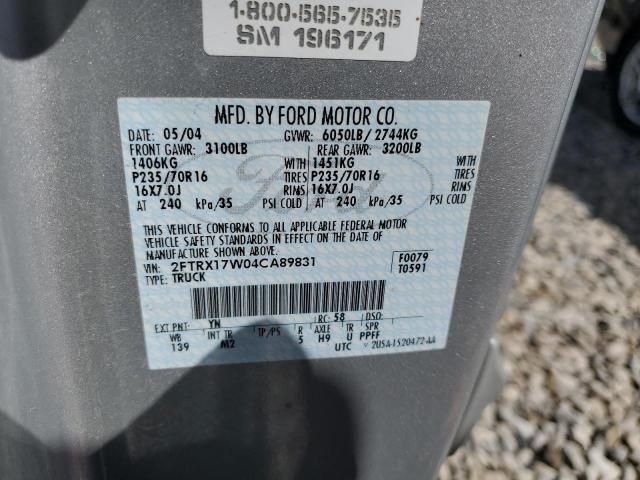 1-800-565-7535
SM 196171
MFD. BY FORD MOTOR CO.
DATE: 05/04 GVWR: 6050LB/ 2744KG
FRONT GAWR: 3100LB REAR GAWR: 3200LB
1406KG WITH 1451KG WITH
P235/70R16 TIRES P235/70R16 TIRES
16X7.0J RIMS 16X7.0J RIMS
AT 240 kPa/35 PSI COLD AT 240 kPa/35 PSI COLD
Ford
THIS VEHICLE CONFORMS TO ALL APPLICABLE FEDERAL MOTOR
VEHICLE SAFETY STANDARDS IN EFFECT ON THE DATE OF
MANUFACTURE SHOWN ABOVE.
VIN: 2FTRX17W04CA89831 F0079
TYPE: TRUCK T0591
EXT PNT: YN RC: 58 DSO:
WB INT TR TP/PS R AXLE TR SPR
139 M2 5 H9 U PPFF
UTC ▽ 2U5A-1520472-AA